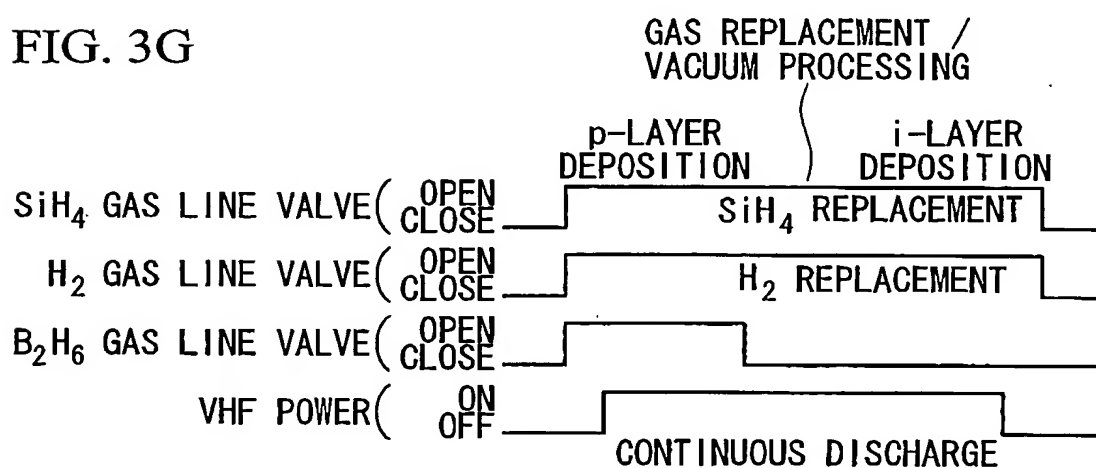 FIG. 3G
GAS REPLACEMENT /
VACUUM PROCESSING
p-LAYER
DEPOSITION
i-LAYER
DEPOSITION
SiH4 GAS LINE VALVE( OPEN
CLOSE
SiH4 REPLACEMENT
H2 GAS LINE VALVE( OPEN
CLOSE
H2 REPLACEMENT
B2H6 GAS LINE VALVE( OPEN
CLOSE
VHF POWER( ON
OFF
CONTINUOUS DISCHARGE